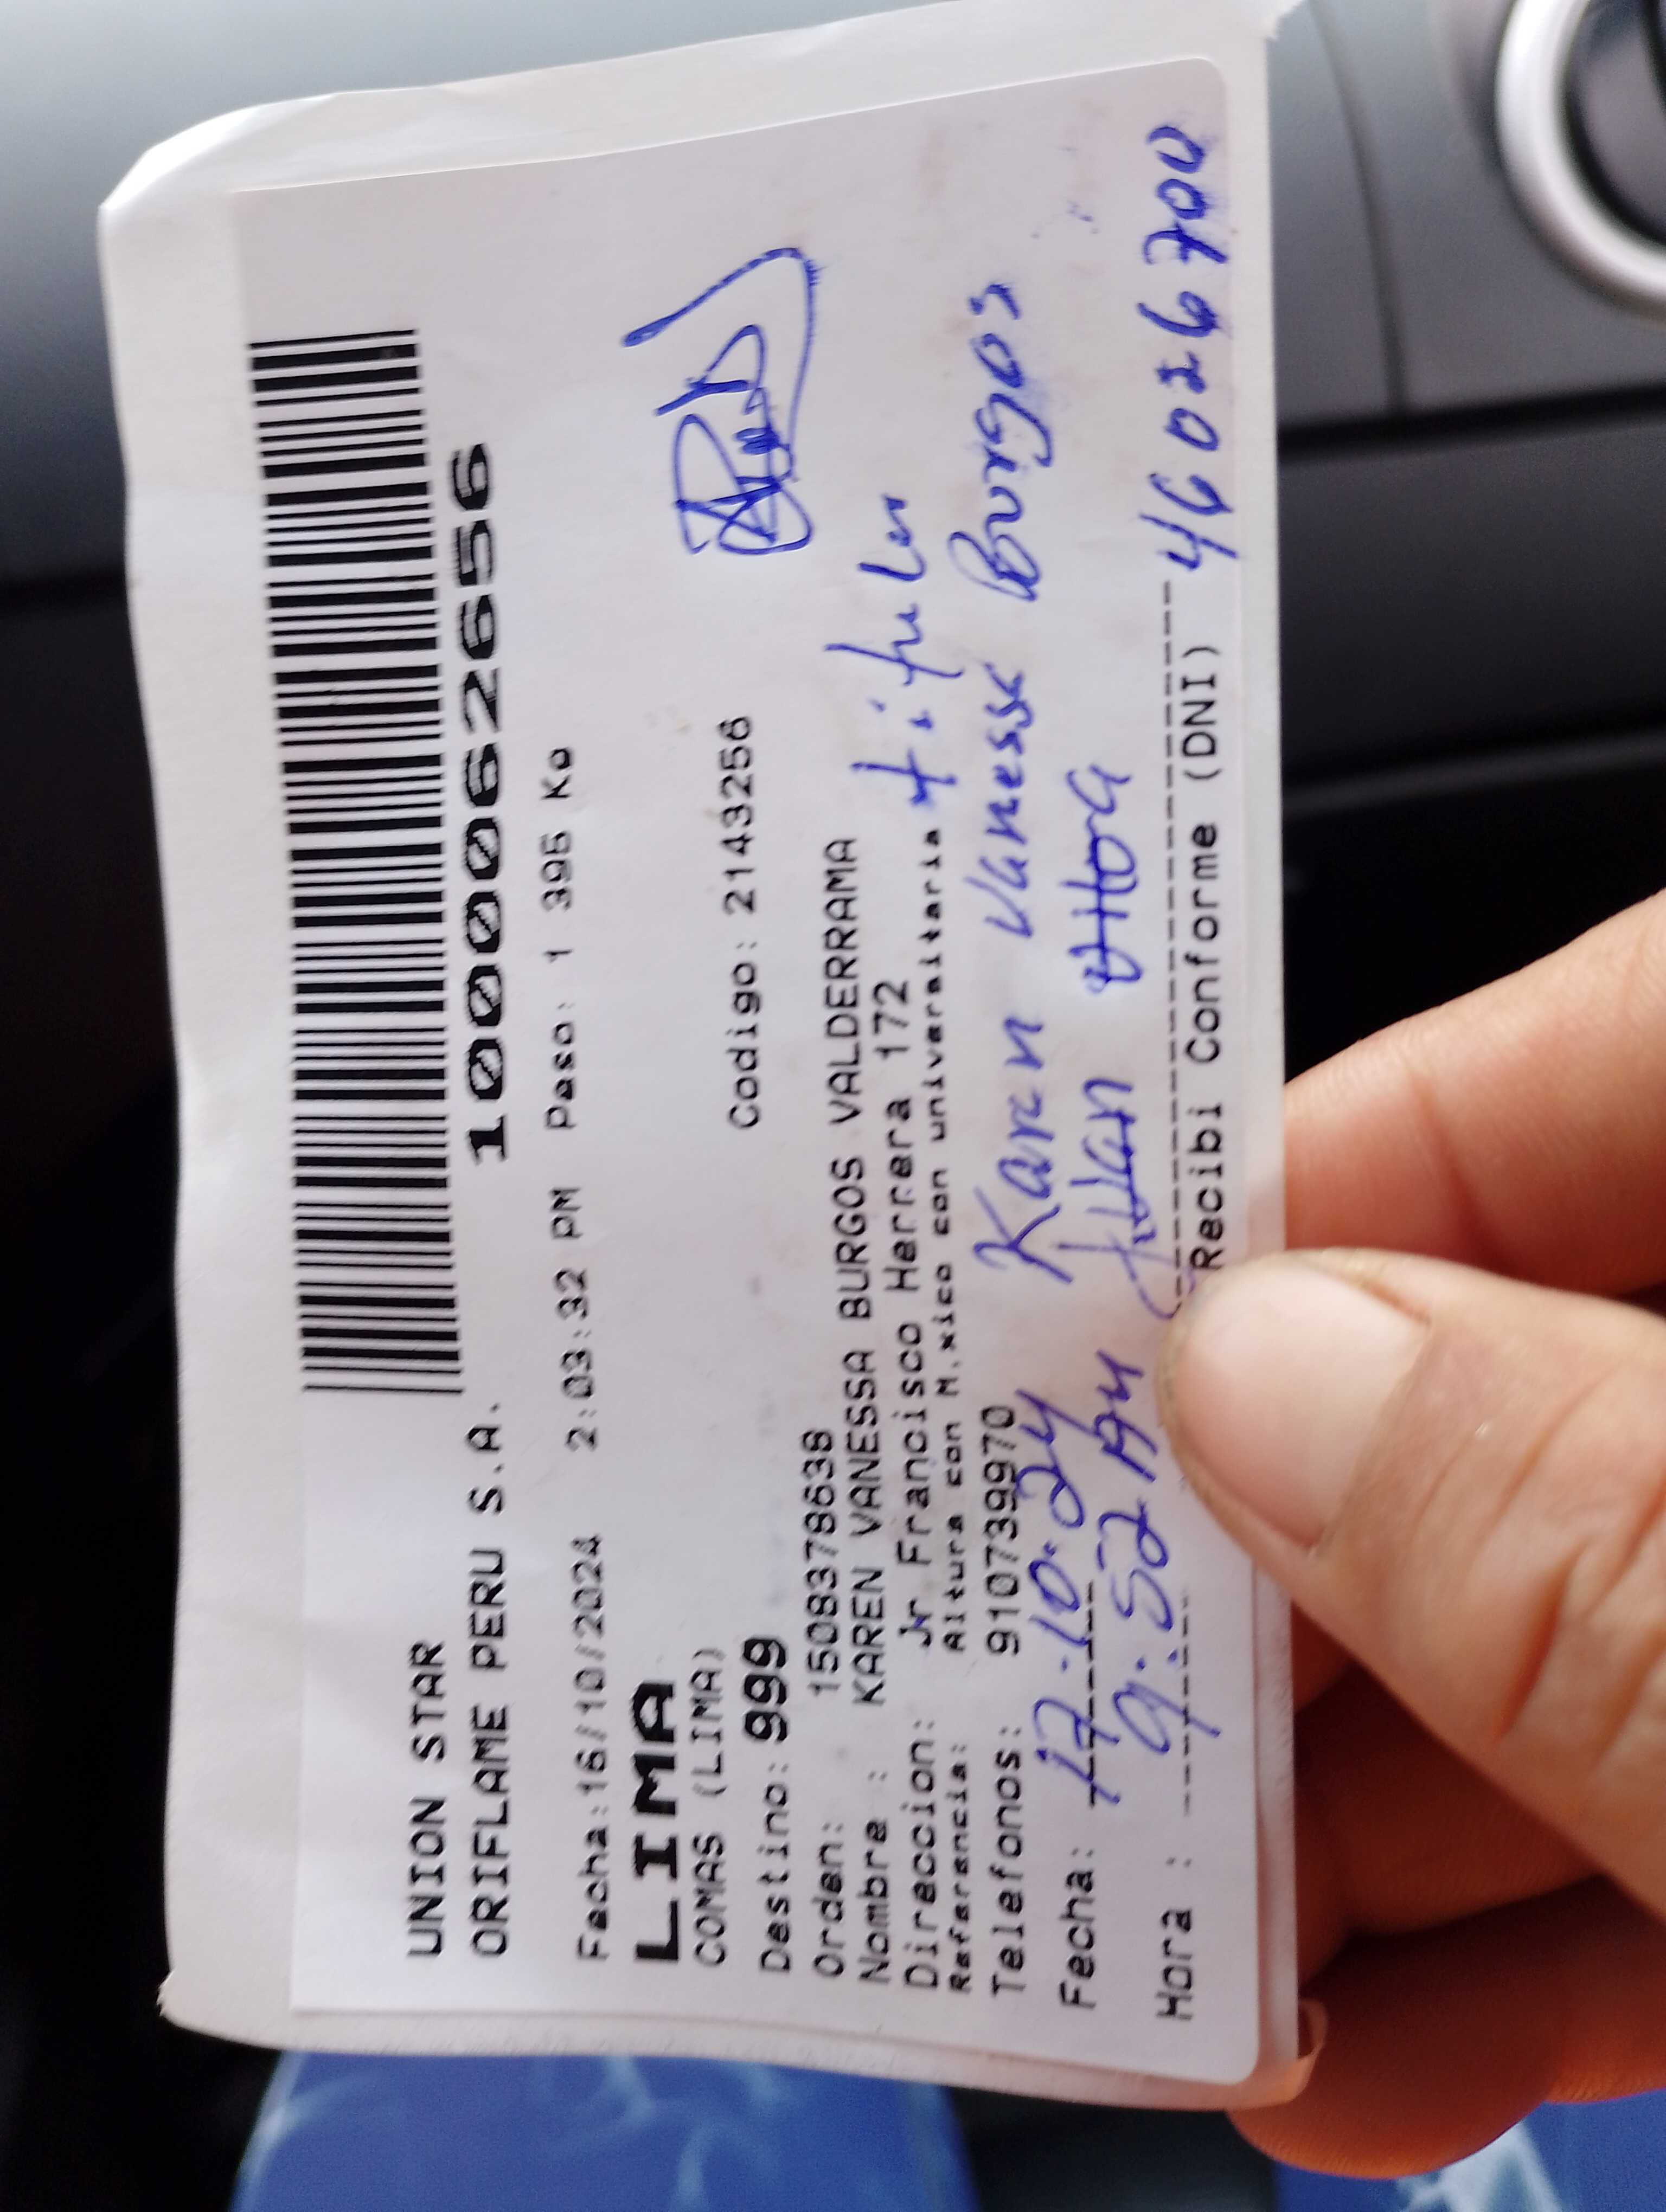 UNION STAR
ORIFLAME PERU S.A.
1000626566
Fecha:16/10/2024 2:03:32 PM Peso: 1 395 Kg
LIMA
COMAS (LIMA)
Destino: 999 Codigo: 2143256
Orden: 1508378638
Nombre : KAREN VANESSA BURGOS VALDERRAMA
Direccion: Jr Francisco Herrera 172
Referencia: Altura con M.xico con universitaria titular
Telefonos: 910739970
Karen Vanessa Burgos
Fecha: 17-10-24
Hora : 9:52 AM
Recibi Conforme (DNI) 46026700